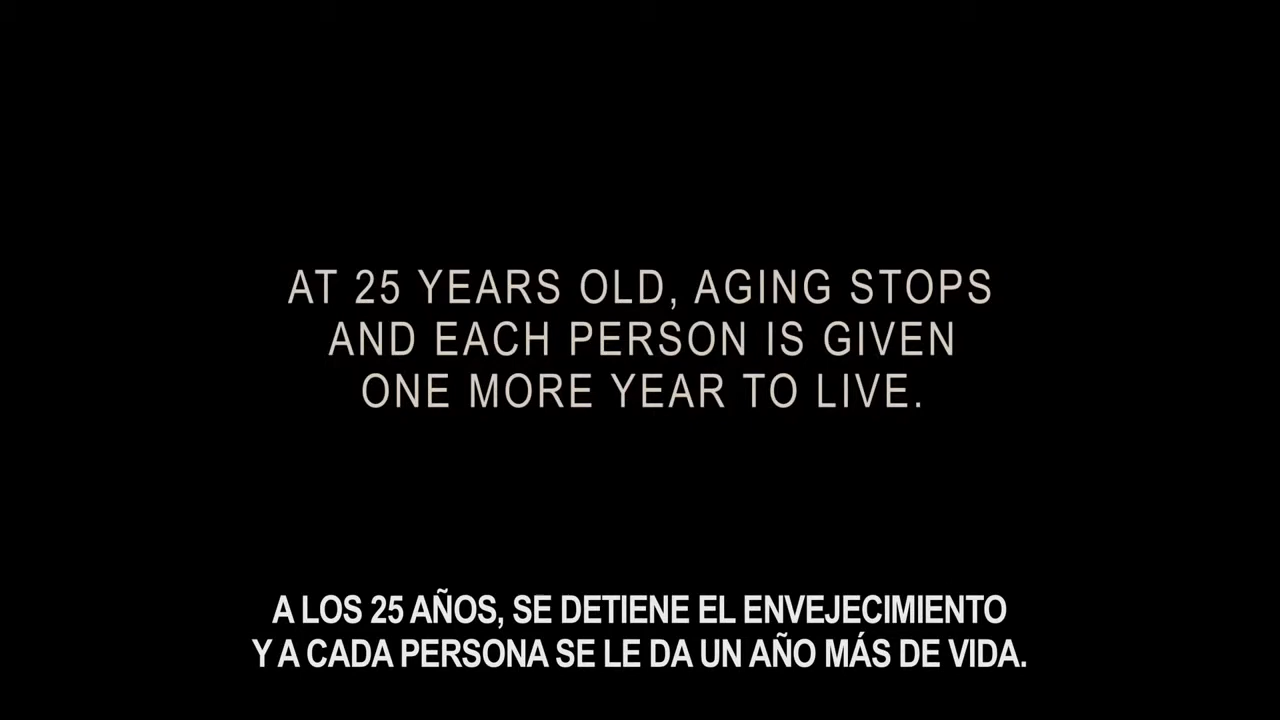 AT 25 YEARS OLD, AGING STOPS
AND EACH PERSON IS GIVEN
ONE MORE YEAR TO LIVE.
A LOS 25 AÑOS, SE DETIENE EL ENVEJECIMIENTO
Y A CADA PERSONA SE LE DA UN AÑO MÁS DE VIDA.